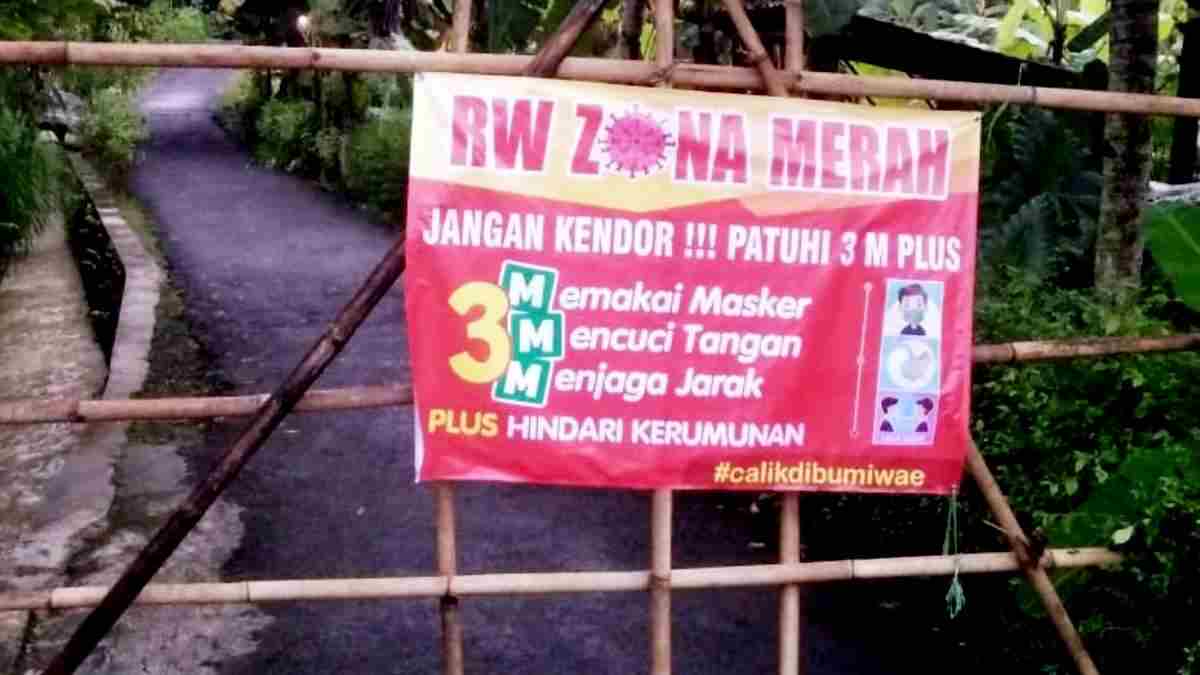 RW ZONA MERAH
JANGAN KENDOR !!! PATUHI 3 M PLUS
3 Memakai Masker
Mencuci Tangan
Menjaga Jarak
PLUS HINDARI KERUMUNAN
#calikdibumiwae